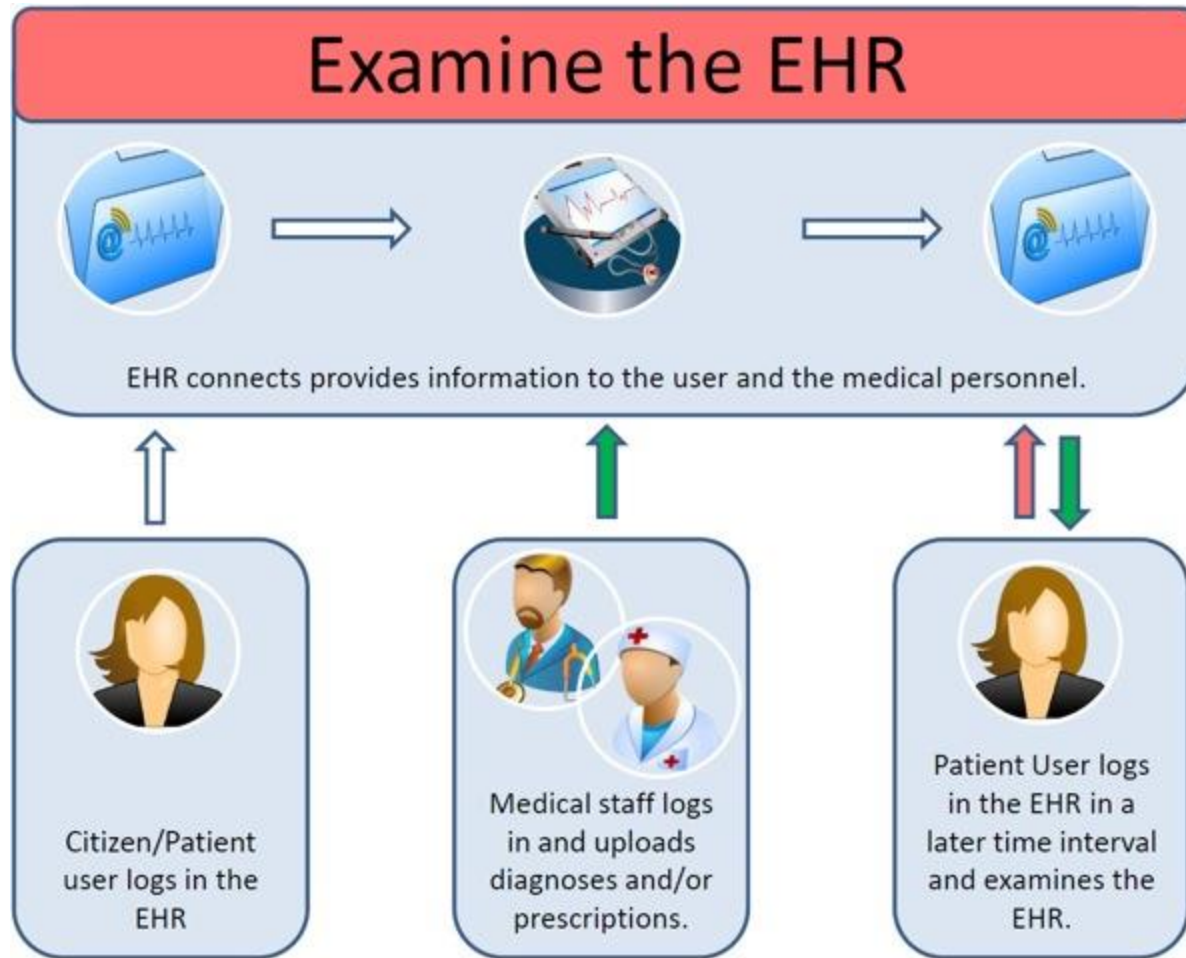 Examine the EHR
@
@
EHR connects provides information to the user and the medical personnel.
Citizen/Patient
user logs in the
EHR
Medical staff logs
in and uploads
diagnoses and/or
prescriptions.
Patient User logs
in the EHR in a
later time interval
and examines the
EHR.